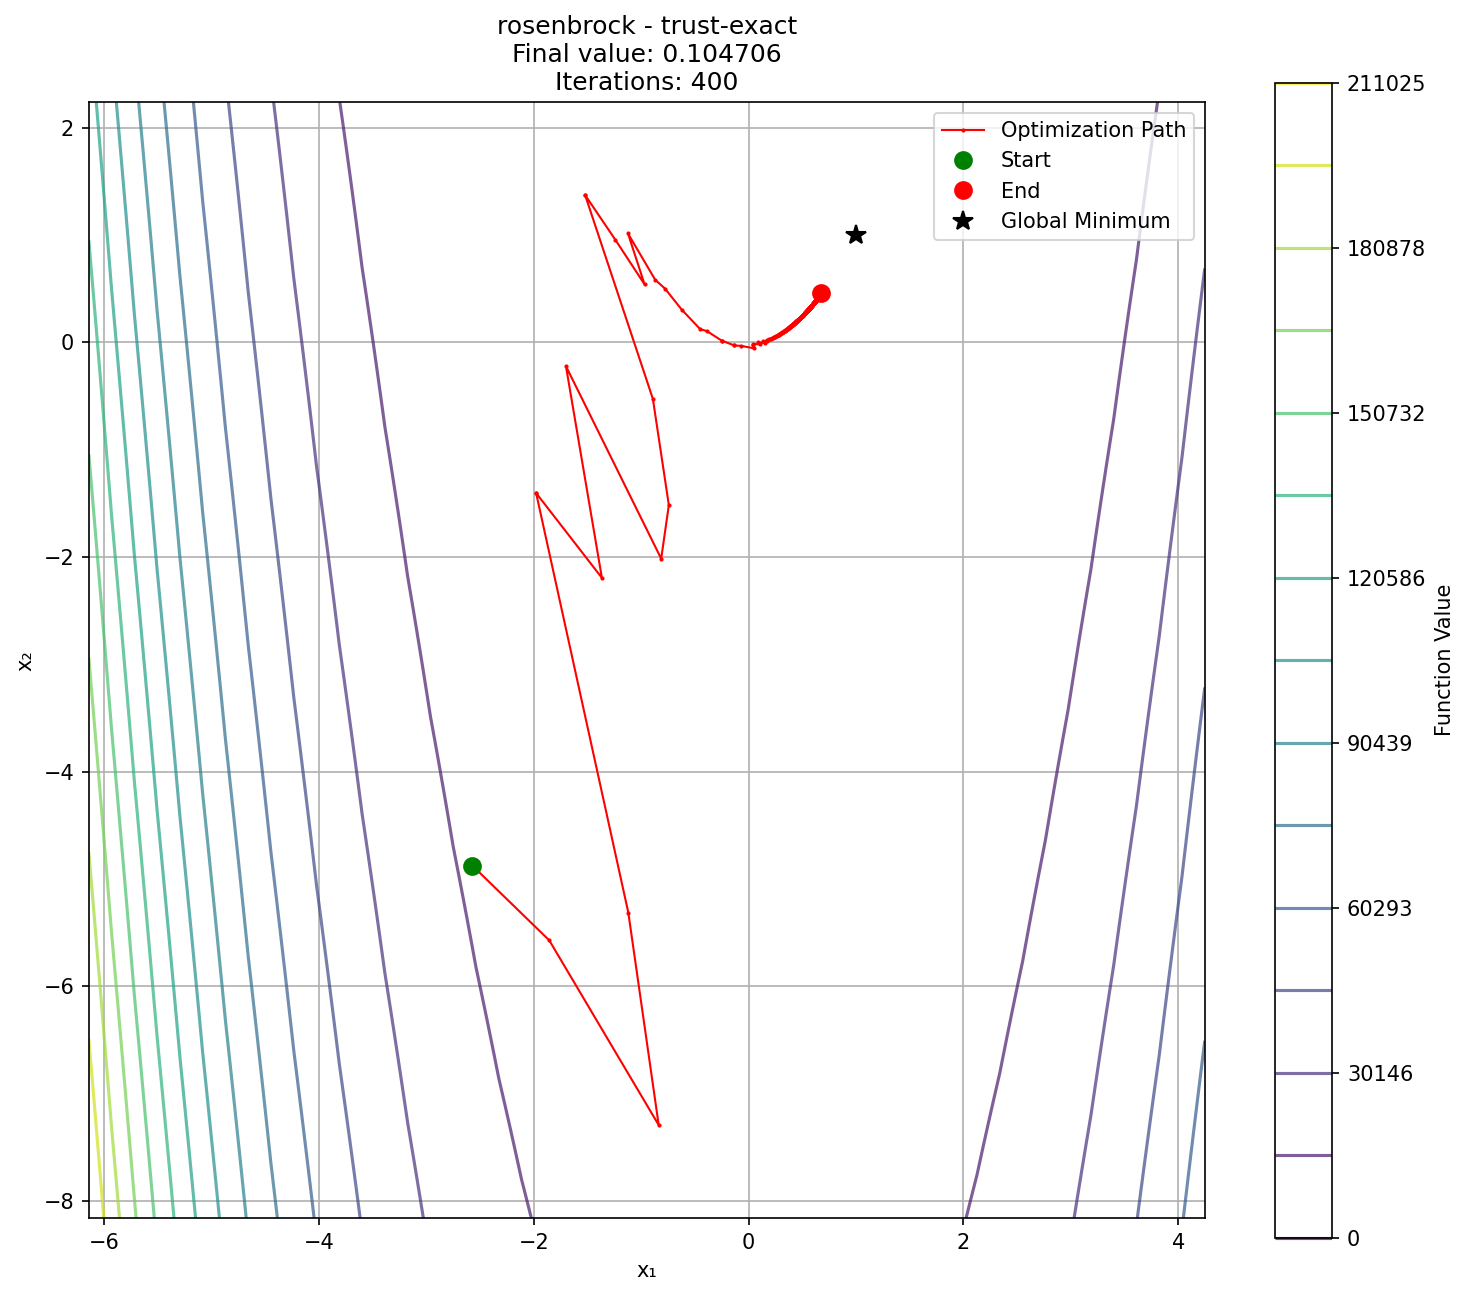 rosenbrock - trust-exact
Final value: 0.104706
Iterations: 400
Optimization Path
Start
End
Global Minimum
2
0
−2
−4
−6
−8
x₂
−6
−4
−2
0
2
4
x₁
211025
180878
150732
120586
90439
60293
30146
0
Function Value